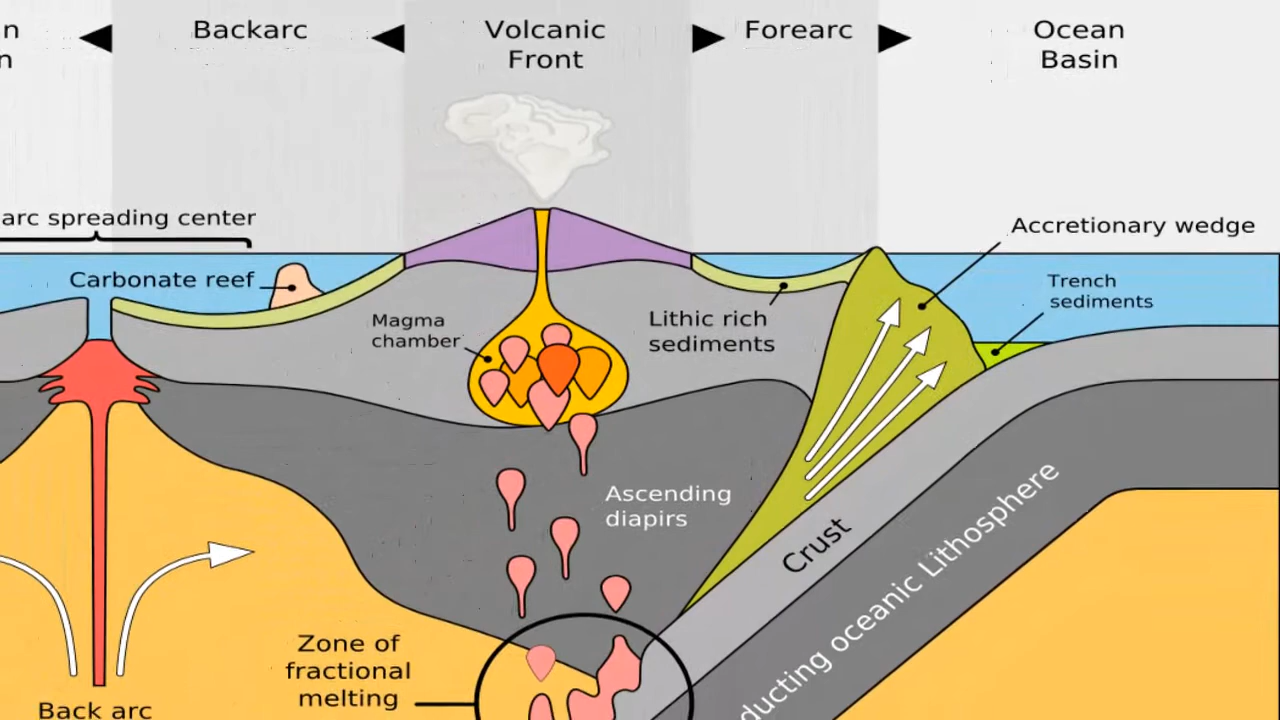 n
n
Backarc
Volcanic
Front
Forearc
Ocean
Basin
arc spreading center
Accretionary wedge
Carbonate reef
Trench
sediments
Magma
chamber
Lithic rich
sediments
Ascending
diapirs
Crust
ducting oceanic Lithosphere
Zone of
fractional
melting
Back arc